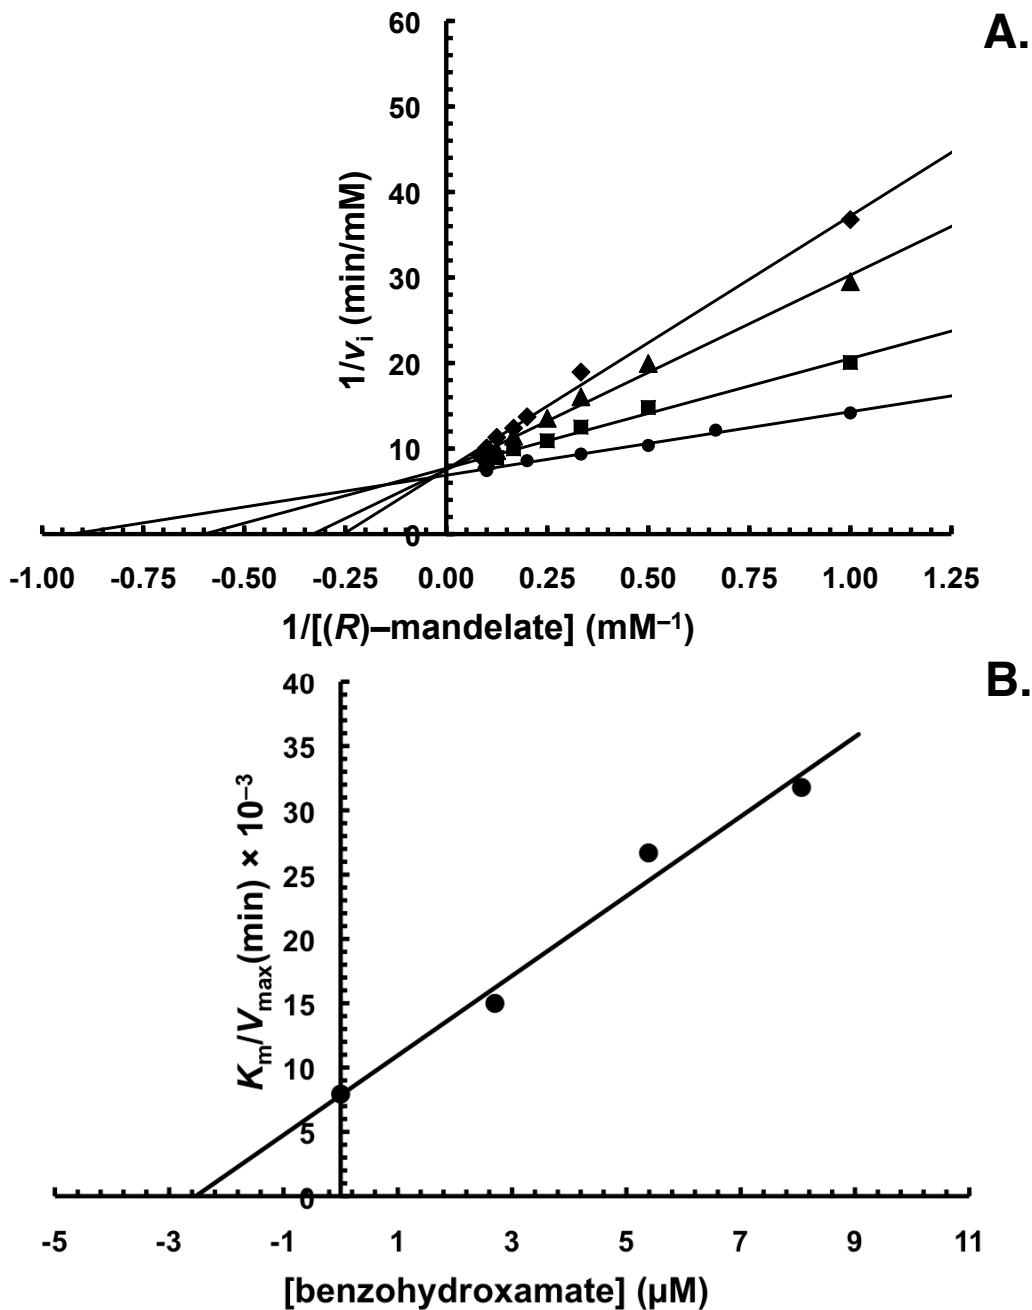 A.
60
50
40
30
20
10
0
1/vᵢ (min/mM)
-1.00 -0.75 -0.50 -0.25 0.00 0.25 0.50 0.75 1.00 1.25
1/[(R)–mandelate] (mM⁻¹)
B.
40
35
30
25
20
15
10
5
0
Kₘ/Vₘₐₓ(min) × 10⁻³
-5 -3 -1 1 3 5 7 9 11
[benzohydroxamate] (µM)